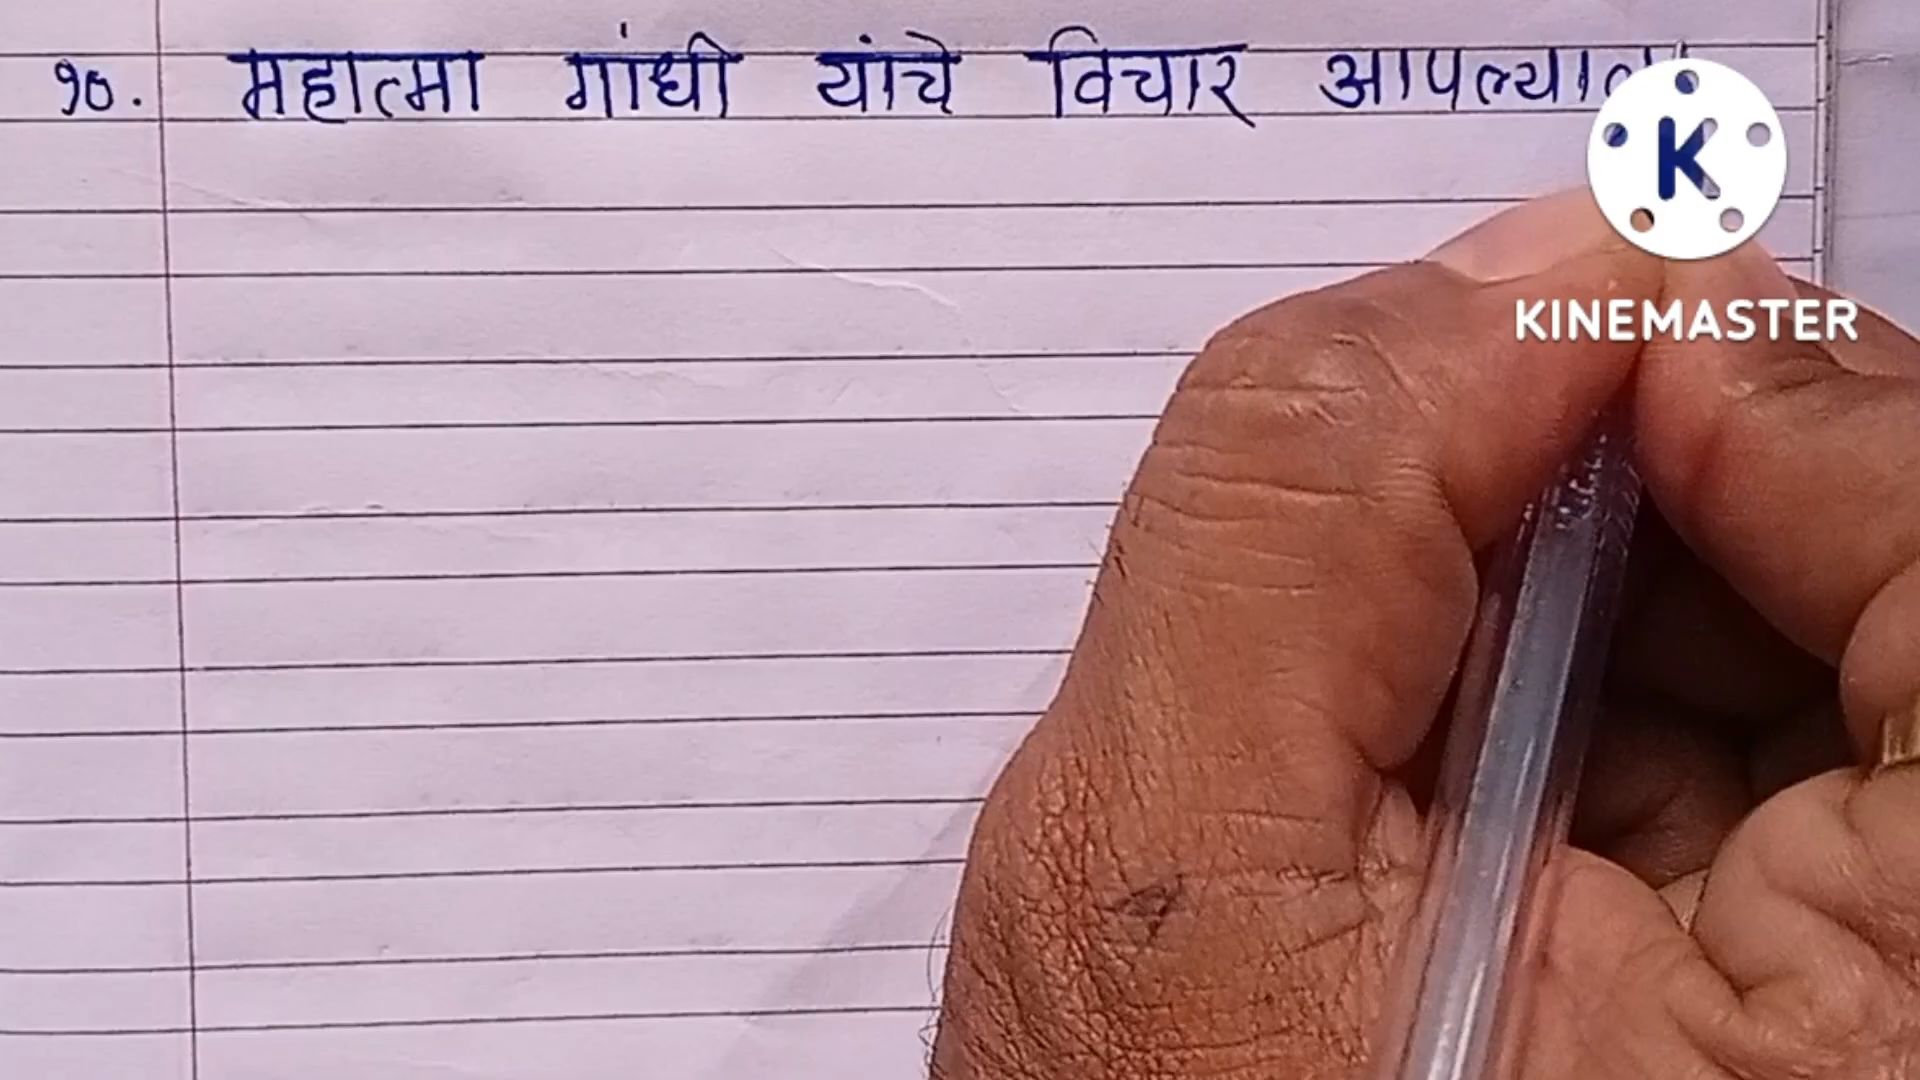 १०. महात्मा गांधी यांचे विचार आपल्याला
KINEMASTER